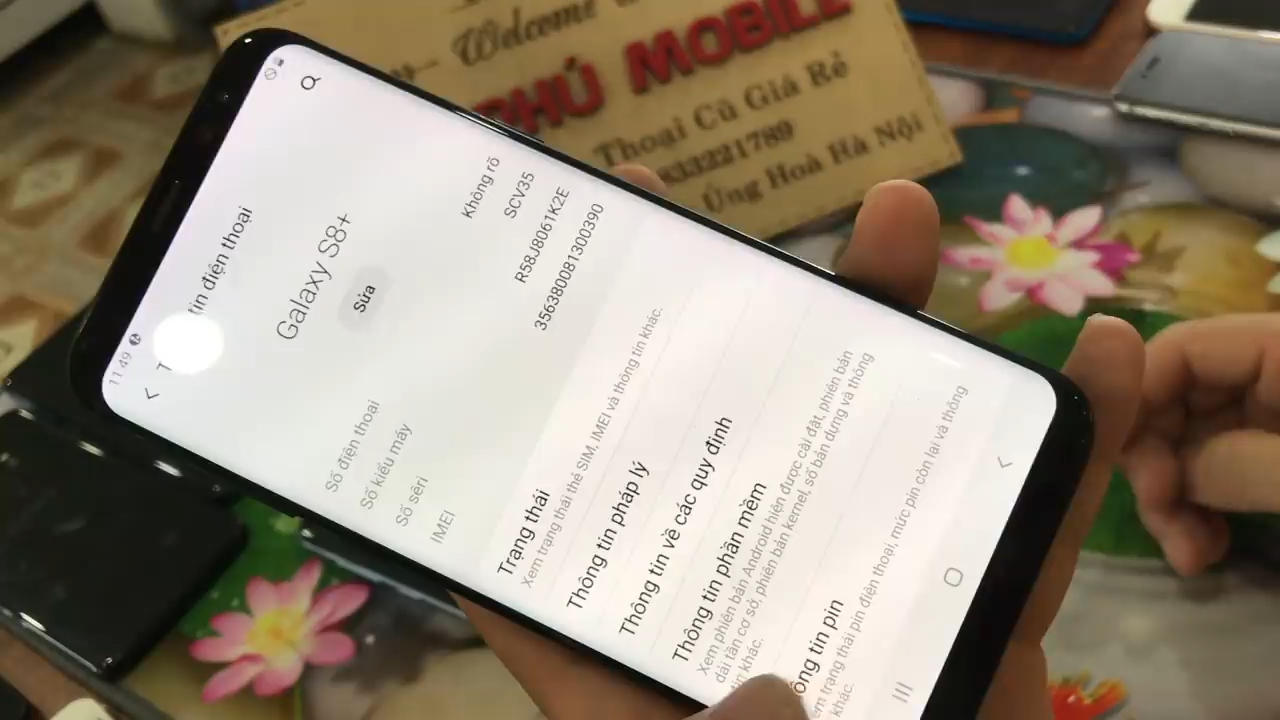 Welcome
PHÚ MOBILE
Thoại Cũ Giá Rẻ
833221789
Ứng Hoà Hà Nội
11:49
tin điện thoại
Galaxy S8+
Sửa
Số điện thoại Không rõ
Số kiểu máy SCV35
Số sêri R58J8061K2E
IMEI 356380081300390
Trạng thái
Xem trạng thái thẻ SIM, IMEI và thông tin khác.
Thông tin pháp lý
Thông tin về các quy định
Thông tin phần mềm
Xem phiên bản Android hiện được cài đặt, phiên bản
dải tần cơ sở, phiên bản kernel, số bản dựng và thông
tin khác.
ông tin pin
em trạng thái pin điện thoại, mức pin còn lại và thông
khác.